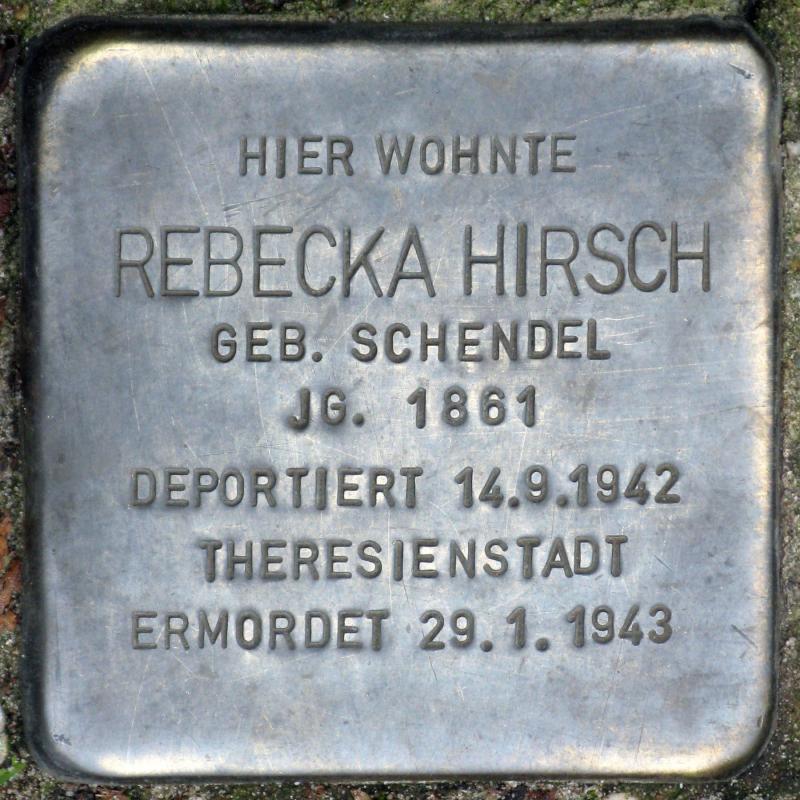 HIER WOHNTE
REBECKA HIRSCH
GEB. SCHENDEL
JG. 1861
DEPORTIERT 14.9.1942
THERESIENSTADT
ERMORDET 29.1.1943